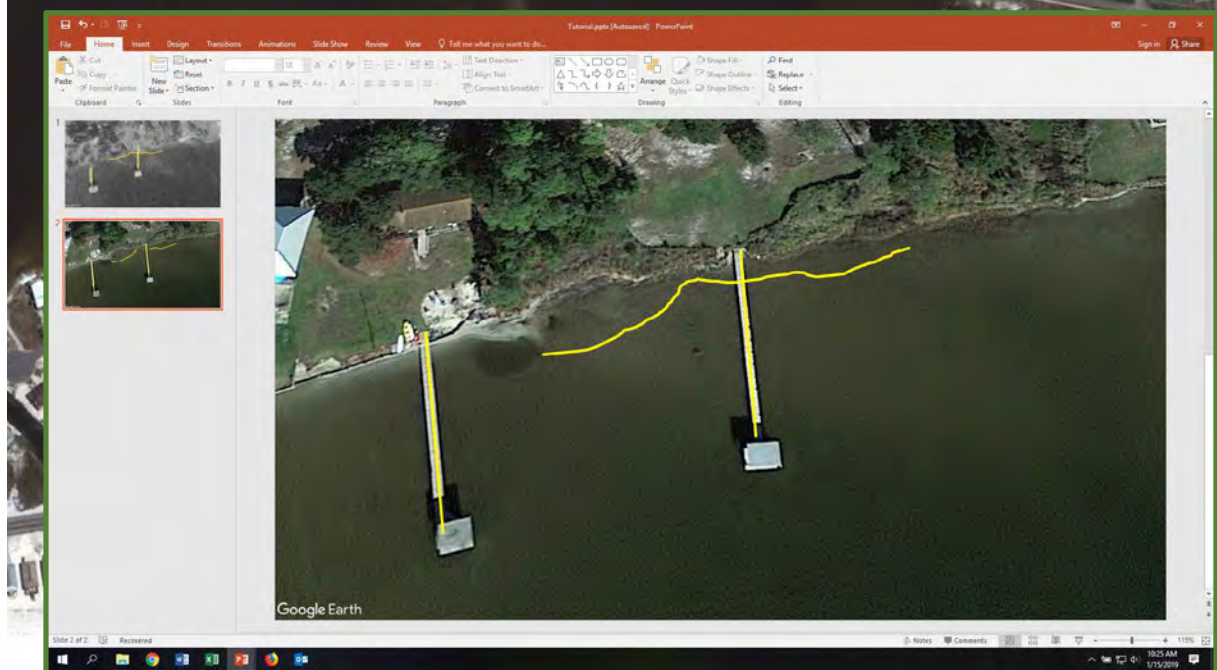 Tutorial.pptx [Autosaved] - PowerPoint
File Home Insert Design Transitions Animations Slide Show Review View Tell me what you want to do...
Sign in Share
Paste
Cut
Copy
Format Painter
Clipboard
New Slide
Layout
Reset
Section
Slides
18
Font
Text Direction
Align Text
Convert to SmartArt
Paragraph
Arrange
Quick Styles
Shape Fill
Shape Outline
Shape Effects
Drawing
Find
Replace
Select
Editing
1
2
Google Earth
Slide 2 of 2 Recovered
Notes Comments 115%
10:25 AM
1/15/2019